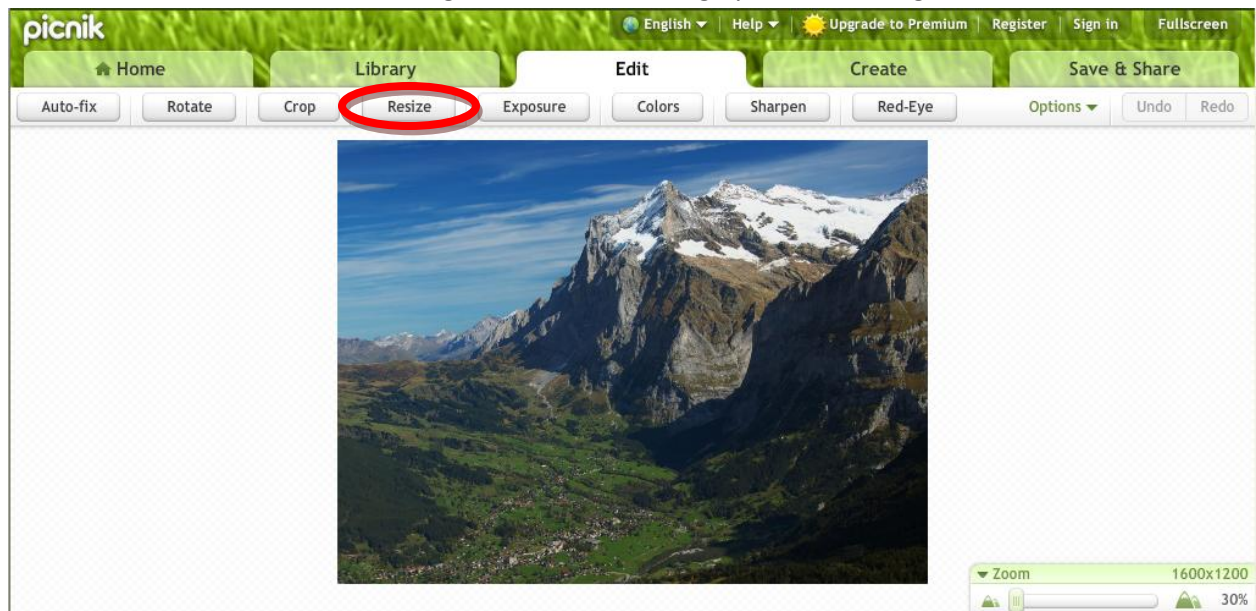 picnik English Help Upgrade to Premium Register Sign in Fullscreen
Home Library Edit Create Save & Share
Auto-fix Rotate Crop Resize Exposure Colors Sharpen Red-Eye Options Undo Redo
Zoom 1600x1200
30%